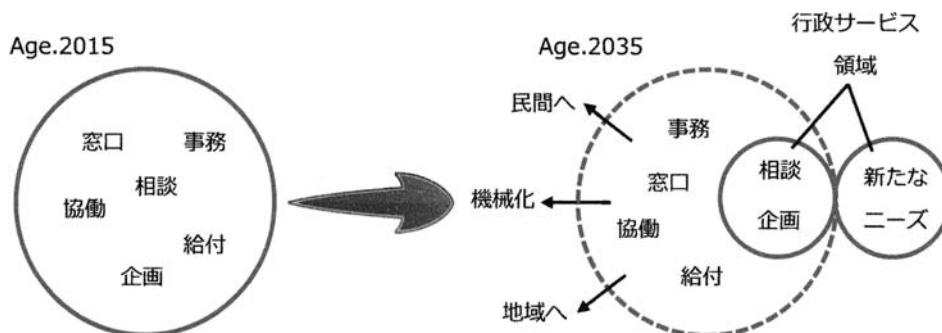 Age.2015
窓口
事務
相談
協働
給付
企画
Age.2035
行政サービス
領域
民間へ
機械化
地域へ
事務
窓口
協働
給付
相談
企画
新たな
ニーズ